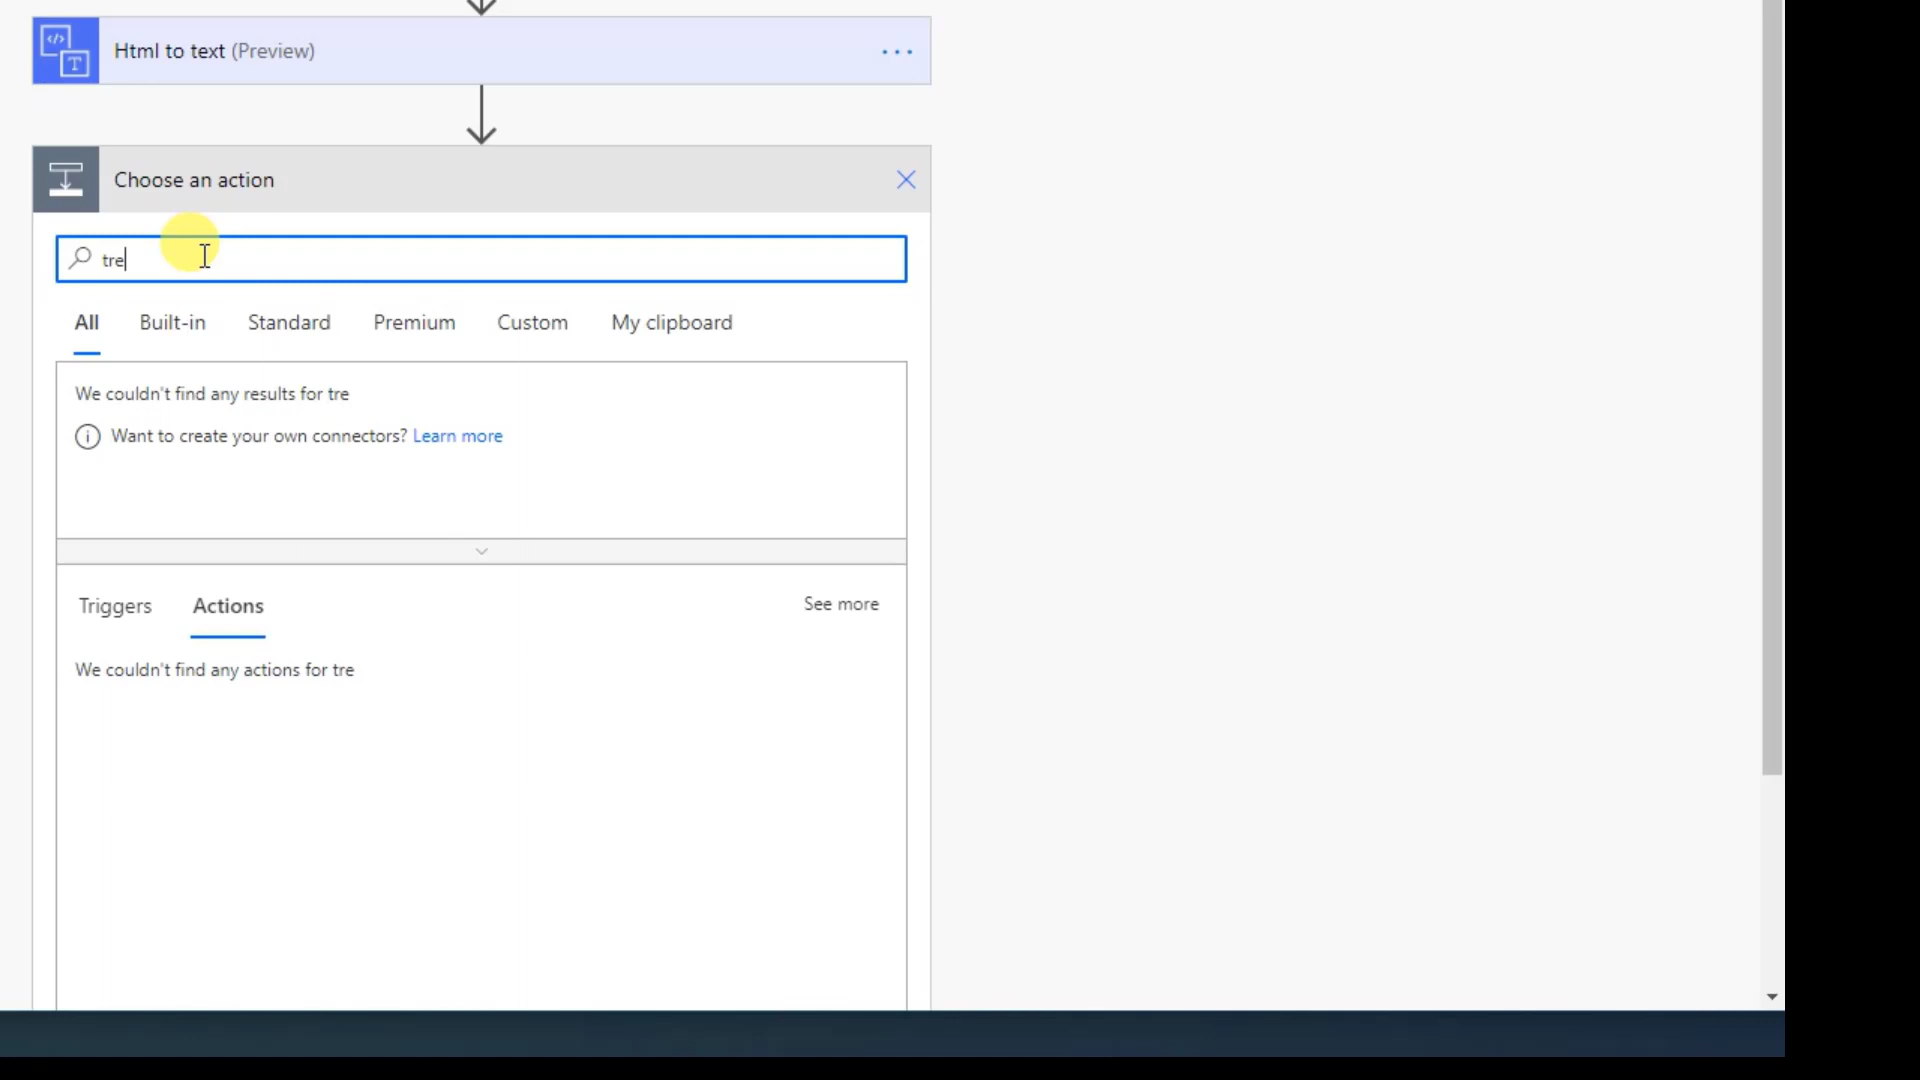 Html to text (Preview)
Choose an action
tre
All Built-in Standard Premium Custom My clipboard
We couldn't find any results for tre
Want to create your own connectors? Learn more
Triggers Actions See more
We couldn't find any actions for tre